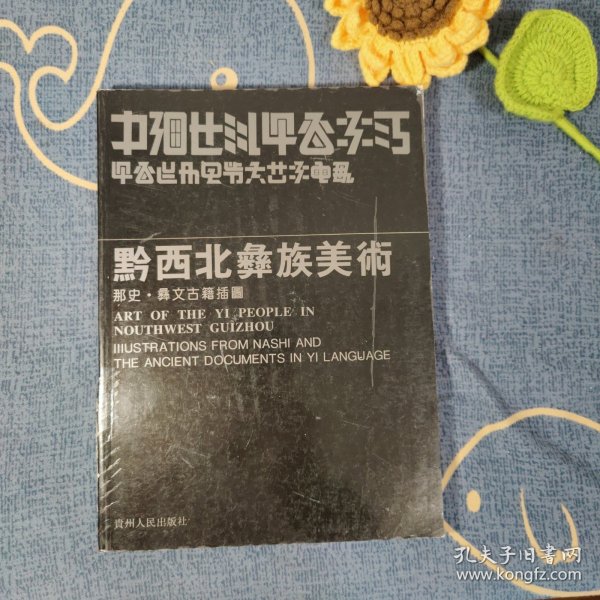 黔西北彝族美術
那史·彝文古籍插圖
ART OF THE YI PEOPLE IN
NOUTHWEST GUIZHOU
IIIUSTRATIONS FROM NASHI AND
THE ANCIENT DOCUMENTS IN YI LANGUAGE
貴州人民出版社
孔夫子旧书网
www.kongfz.com